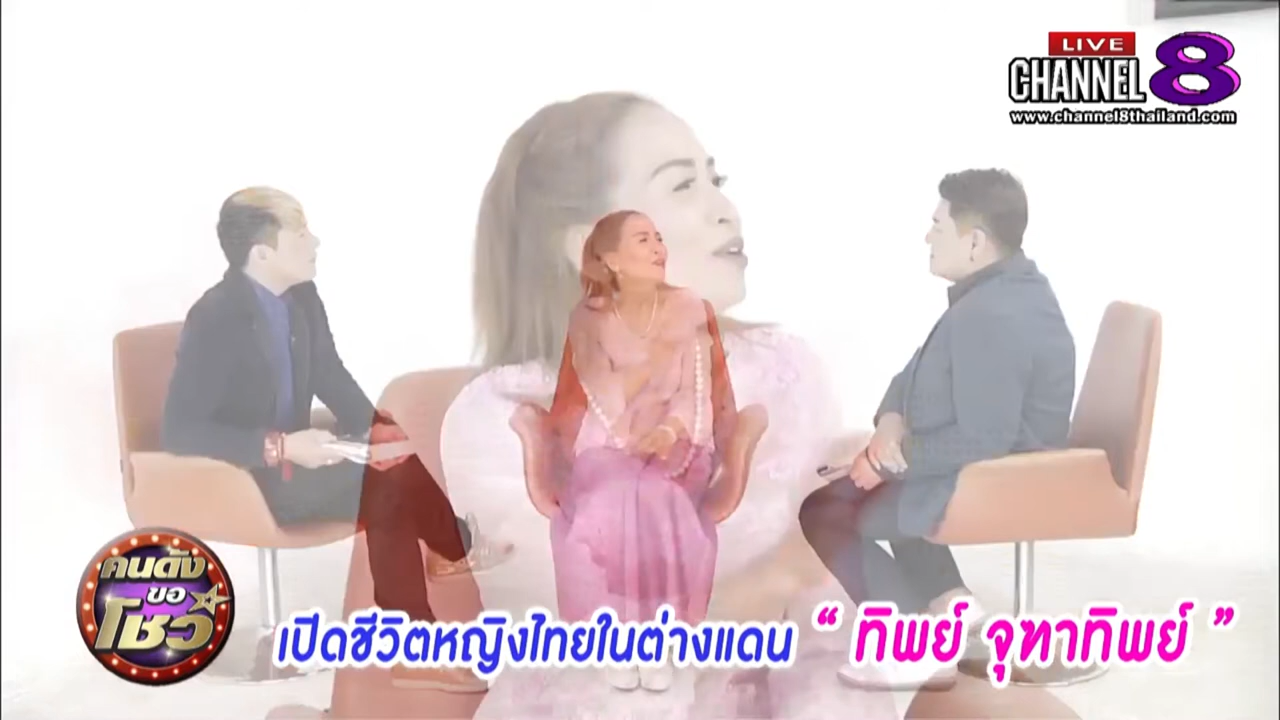 LIVE
CHANNEL 8
www.channel8thailand.com
คนดัง
ขอ
โชว์
เปิดชีวิตหญิงไทยในต่างแดน “ ทิพย์ จุฑาทิพย์ ”